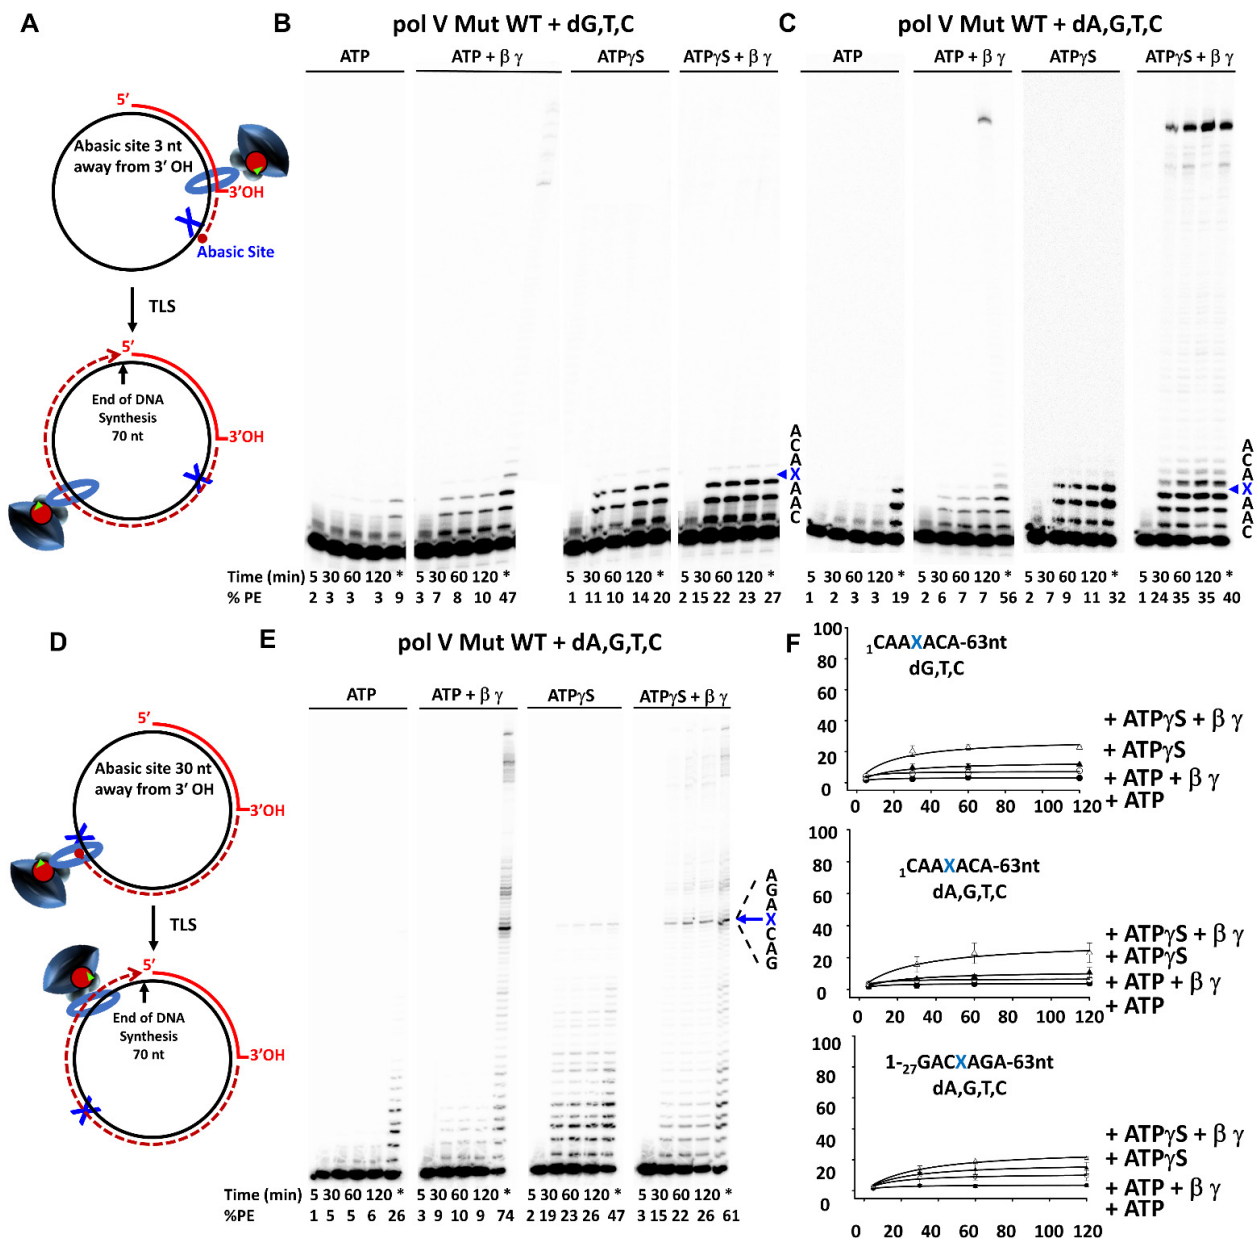 A
5'
Abasic site 3 nt
away from 3' OH
3'OH
X
Abasic Site
TLS
5'
End of DNA
Synthesis
70 nt
3'OH
X
B
pol V Mut WT + dG,T,C
ATP
ATP + β γ
ATPγS
ATPγS + β γ
A
C
A
X
A
A
C
Time (min) 5 30 60 120 * 5 30 60 120 * 5 30 60 120 * 5 30 60 120 *
% PE 2 3 3 3 9 3 7 8 10 47 1 11 10 14 20 2 15 22 23 27
C
pol V Mut WT + dA,G,T,C
ATP
ATP + β γ
ATPγS
ATPγS + β γ
A
C
A
X
A
A
C
5 30 60 120 * 5 30 60 120 * 5 30 60 120 * 5 30 60 120 *
1 2 3 3 19 2 6 7 7 56 2 7 9 11 32 1 24 35 35 40
D
5'
Abasic site 30 nt
away from 3' OH
3'OH
X
TLS
5'
End of DNA
Synthesis
70 nt
3'OH
X
E
pol V Mut WT + dA,G,T,C
ATP
ATP + β γ
ATPγS
ATPγS + β γ
A
G
A
X
C
A
G
Time (min) 5 30 60 120 * 5 30 60 120 * 5 30 60 120 * 5 30 60 120 *
%PE 1 5 5 6 26 3 9 10 9 74 2 19 23 26 47 3 15 22 26 61
F
100
80
60
40
20
0
₁CAAXACA-63nt
dG,T,C
+ ATPγS + β γ
+ ATPγS
+ ATP + β γ
+ ATP
0 20 40 60 80 100 120
100
80
60
40
20
0
₁CAAXACA-63nt
dA,G,T,C
+ ATPγS + β γ
+ ATPγS
+ ATP + β γ
+ ATP
0 20 40 60 80 100 120
100
80
60
40
20
0
1-₂₇GACXAGA-63nt
dA,G,T,C
+ ATPγS + β γ
+ ATPγS
+ ATP + β γ
+ ATP
0 20 40 60 80 100 120